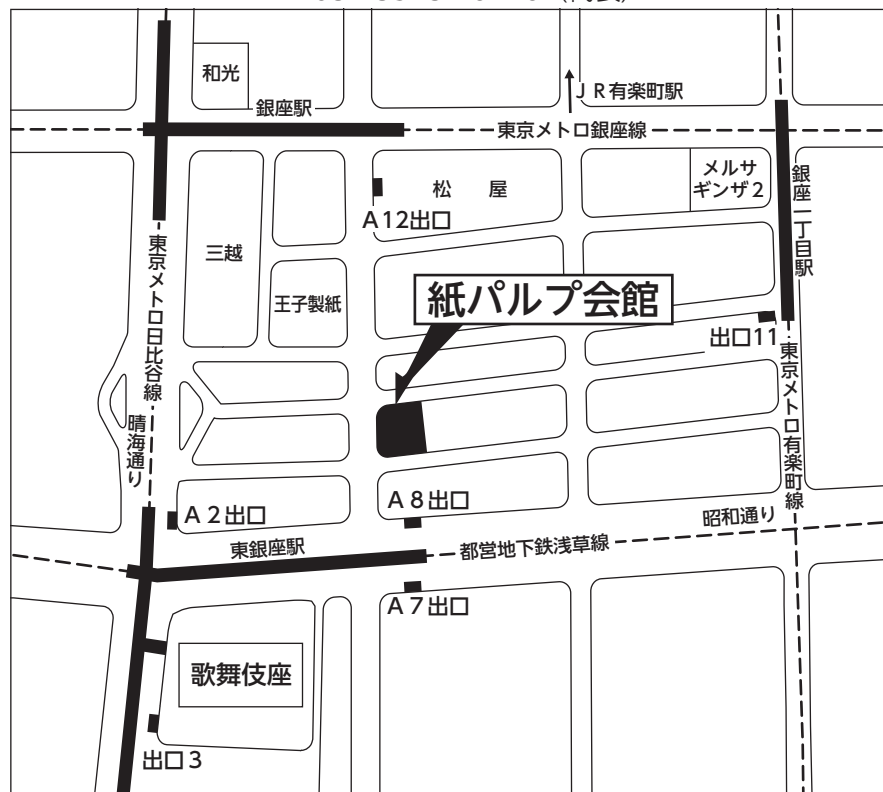 和光
銀座駅
JR有楽町駅
東京メトロ銀座線
松屋
メルサ
ギンザ2
銀座一丁目駅
A12出口
三越
東京メトロ日比谷線
王子製紙
紙パルプ会館
出口11
東京メトロ有楽町線
晴海通り
A2出口
A8出口
昭和通り
東銀座駅
都営地下鉄浅草線
A7出口
歌舞伎座
出口3